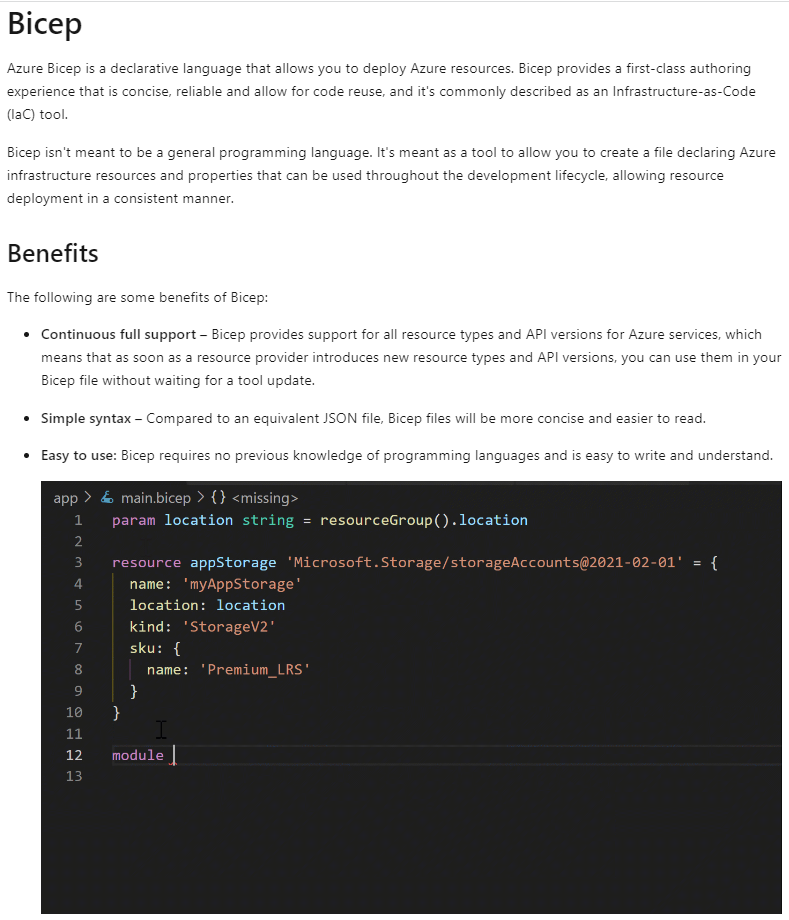 Bicep
Azure Bicep is a declarative language that allows you to deploy Azure resources. Bicep provides a first-class authoring
experience that is concise, reliable and allow for code reuse, and it's commonly described as an Infrastructure-as-Code
(IaC) tool.
Bicep isn't meant to be a general programming language. It's meant as a tool to allow you to create a file declaring Azure
infrastructure resources and properties that can be used throughout the development lifecycle, allowing resource
deployment in a consistent manner.
Benefits
The following are some benefits of Bicep:
• Continuous full support – Bicep provides support for all resource types and API versions for Azure services, which
means that as soon as a resource provider introduces new resource types and API versions, you can use them in your
Bicep file without waiting for a tool update.
• Simple syntax – Compared to an equivalent JSON file, Bicep files will be more concise and easier to read.
• Easy to use: Bicep requires no previous knowledge of programming languages and is easy to write and understand.
app > main.bicep > {} <missing>
1 param location string = resourceGroup().location
2
3 resource appStorage 'Microsoft.Storage/storageAccounts@2021-02-01' = {
4 name: 'myAppStorage'
5 location: location
6 kind: 'StorageV2'
7 sku: {
8 name: 'Premium_LRS'
9 }
10 }
11
12 module
13